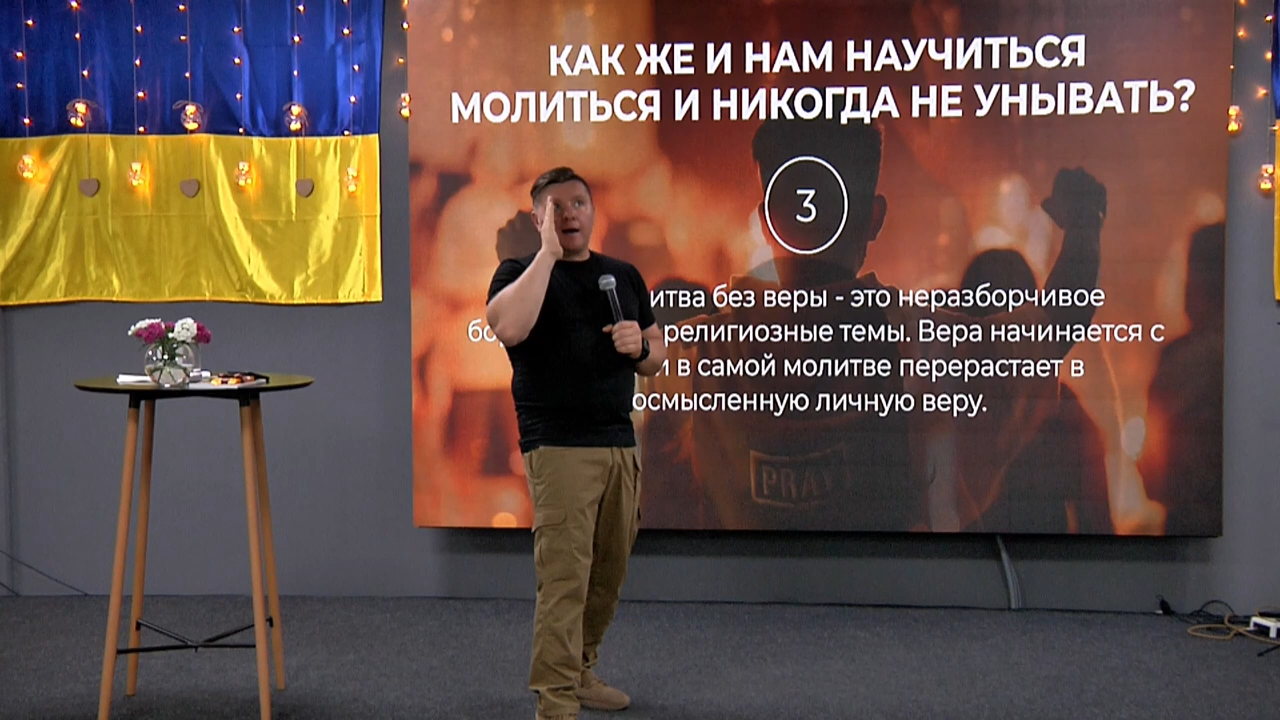 КАК ЖЕ И НАМ НАУЧИТЬСЯ
МОЛИТЬСЯ И НИКОГДА НЕ УНЫВАТЬ?
3
без веры - это неразборчивое
религиозные темы. Вера начинается с
и в самой молитве перерастает в
осмысленную личную веру.
PRAY